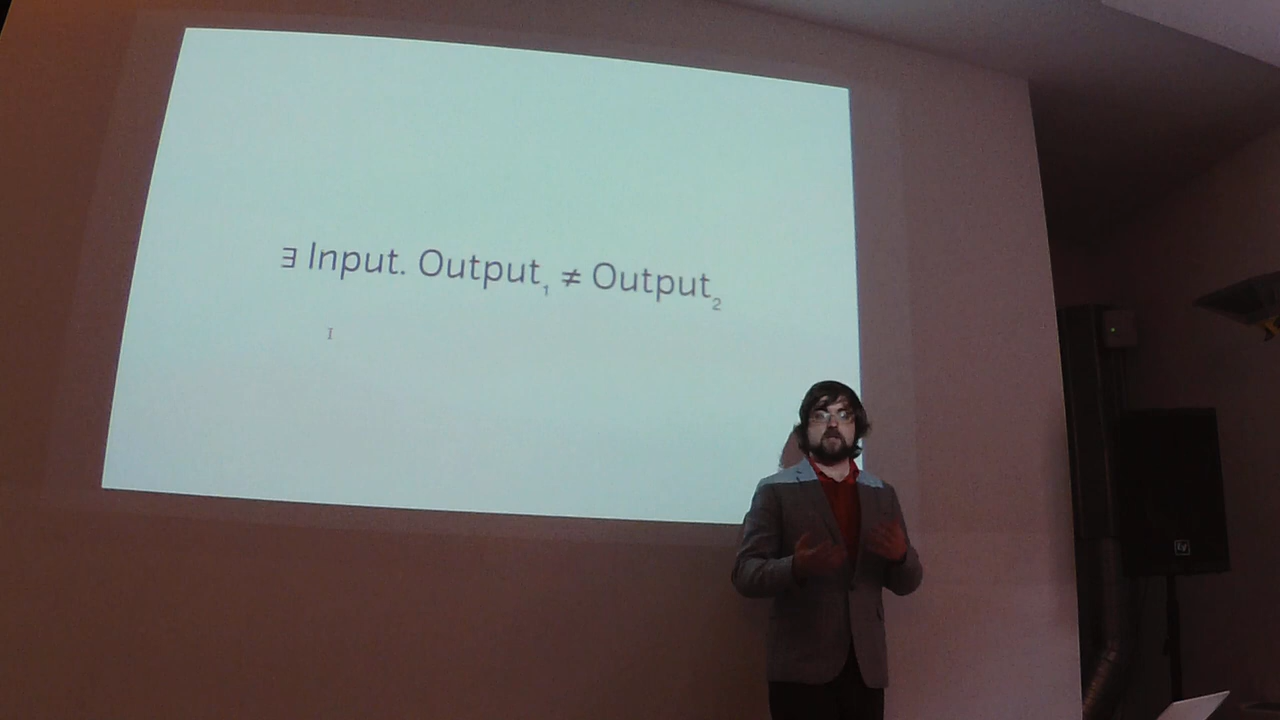 ∃ Input. Output₁ ≠ Output₂